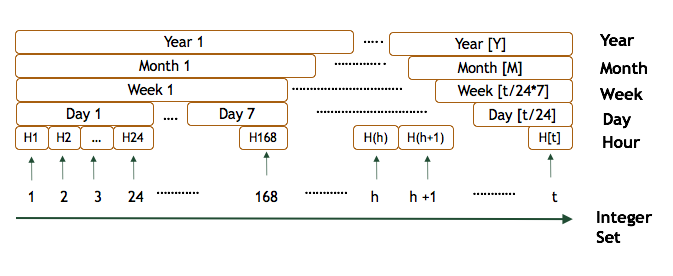 Year 1 ..... Year [Y] Year
Month 1 ............. Month [M] Month
Week 1 ........................... Week [t/24*7] Week
Day 1 .... Day 7 ........................... Day [t/24] Day
H1 H2 ... H24 H168 H(h) H(h+1) H[t] Hour
1 2 3 24 ........... 168 ........... h h +1 ........... t
Integer
Set